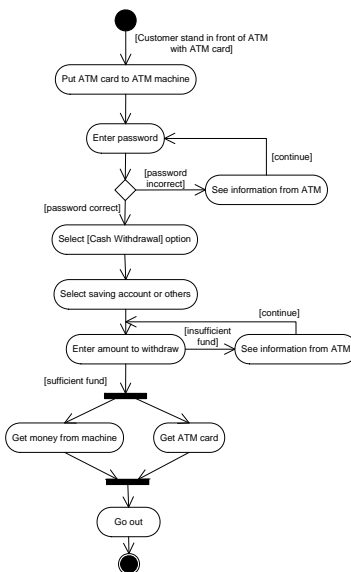 [Customer stand in front of ATM
with ATM card]
Put ATM card to ATM machine
Enter password
[continue]
[password
incorrect]
See information from ATM
[password correct]
Select [Cash Withdrawal] option
Select saving account or others
[continue]
[insufficient
fund]
Enter amount to withdraw
See information from ATM
[sufficient fund]
Get money from machine
Get ATM card
Go out